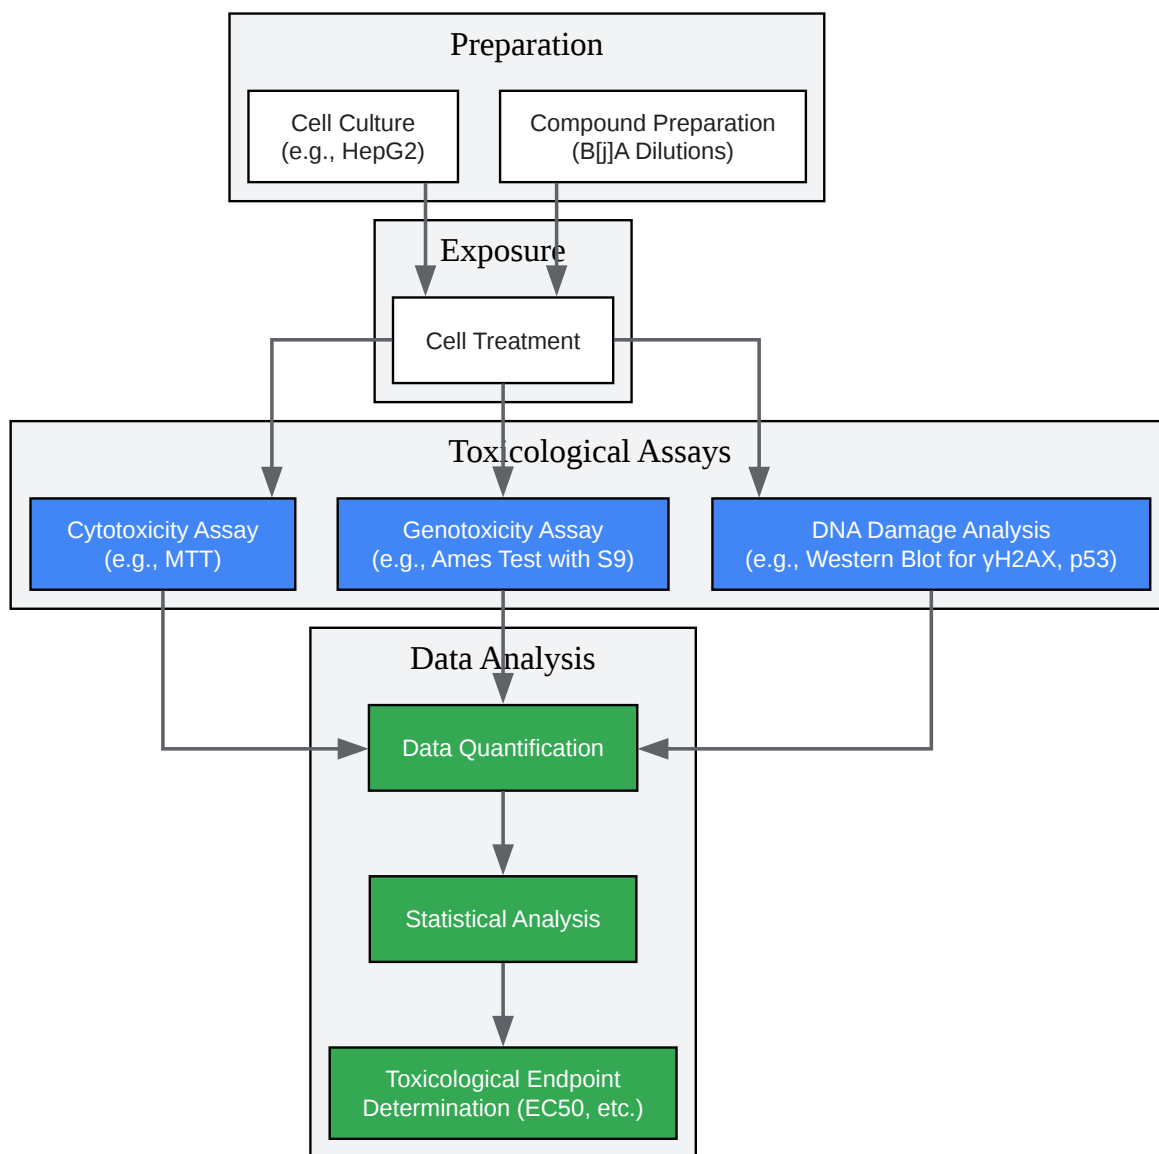 Preparation
Cell Culture
(e.g., HepG2)
Compound Preparation
(B[j]A Dilutions)
Exposure
Cell Treatment
Toxicological Assays
Cytotoxicity Assay
(e.g., MTT)
Genotoxicity Assay
(e.g., Ames Test with S9)
DNA Damage Analysis
(e.g., Western Blot for γH2AX, p53)
Data Analysis
Data Quantification
Statistical Analysis
Toxicological Endpoint
Determination (EC50, etc.)